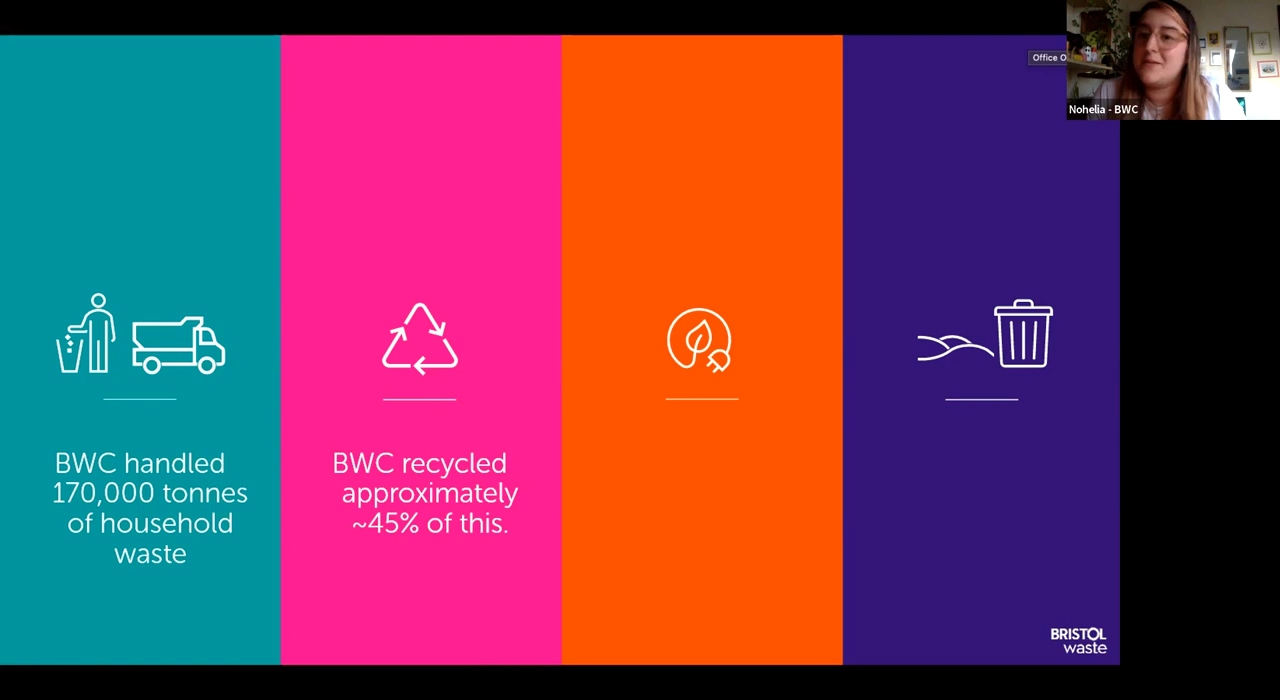 Office O
Nohelia - BWC
BWC handled
170,000 tonnes
of household
waste
BWC recycled
approximately
~45% of this.
BRISTOL
waste